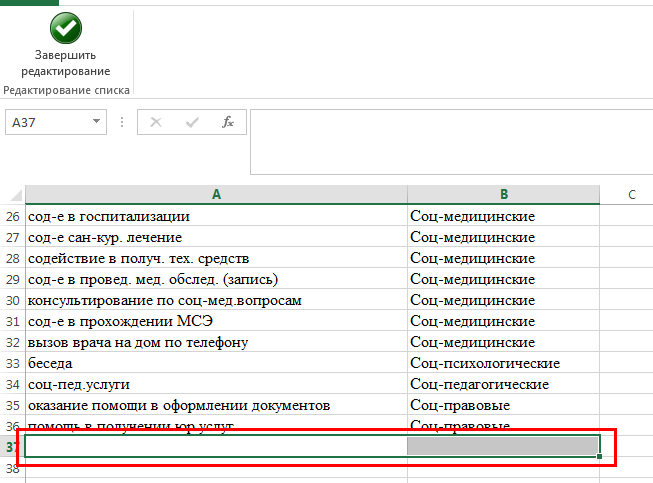 Завершить
редактирование
Редактирование списка
A37 fx
A B C
26 сод-е в госпитализации Соц-медицинские
27 сод-е сан-кур. лечение Соц-медицинские
28 содействие в получ. тех. средств Соц-медицинские
29 сод-е в провед. мед. обслед. (запись) Соц-медицинские
30 консультирование по соц-мед.вопросам Соц-медицинские
31 сод-е в прохождении МСЭ Соц-медицинские
32 вызов врача на дом по телефону Соц-медицинские
33 беседа Соц-психологические
34 соц-пед.услуги Соц-педагогические
35 оказание помощи в оформлении документов Соц-правовые
36 помощь в получении юр.услуг Соц-правовые
37
38